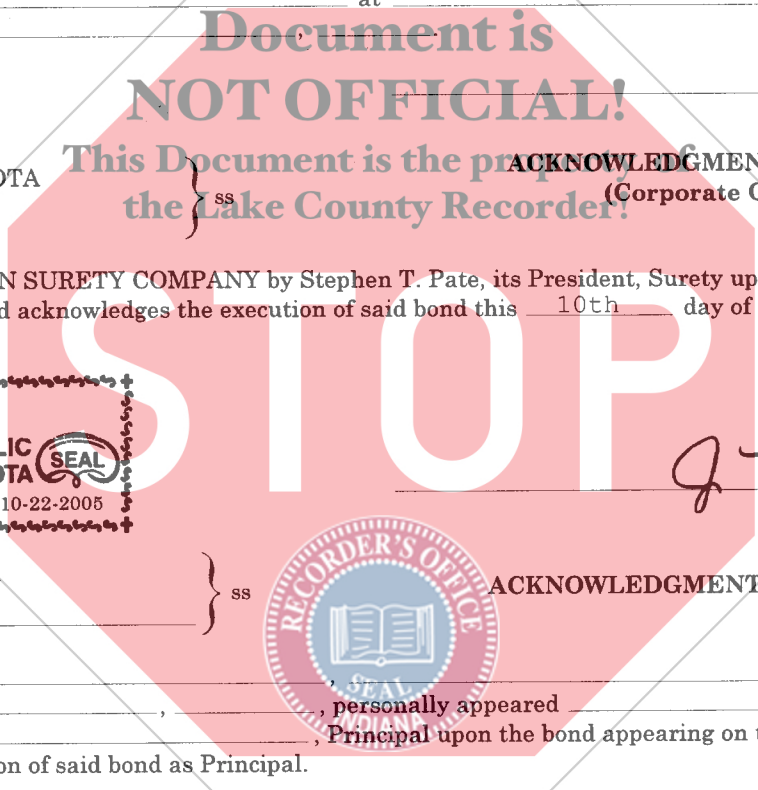 at
Document is
NOT OFFICIAL!
This Document is the property of
the Lake County Recorder!
OTA
ss
ACKNOWLEDGMEN
(Corporate O
N SURETY COMPANY by Stephen T. Pate, its President, Surety up
d acknowledges the execution of said bond this 10th day of
STOP
LIC
OTA
SEAL
10-22-2005
RECORDER'S OFFICE
SEAL
INDIANA
ss
ACKNOWLEDGMENT
, personally appeared
, Principal upon the bond appearing on t
on of said bond as Principal.